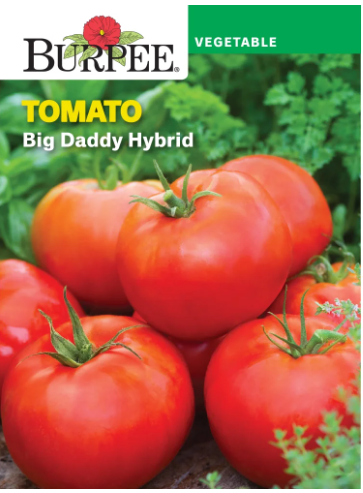 BURPEE®
VEGETABLE
TOMATO
Big Daddy Hybrid